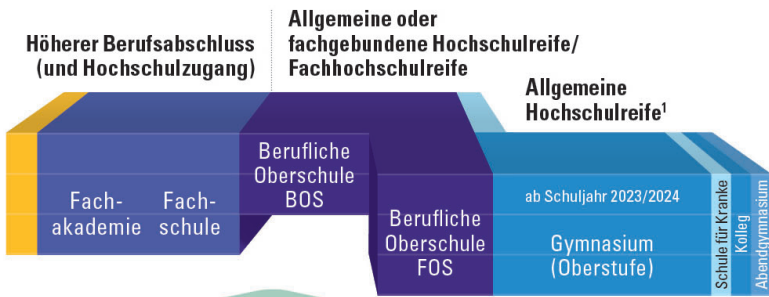 Höherer Berufsabschluss
(und Hochschulzugang)
Allgemeine oder
fachgebundene Hochschulreife/
Fachhochschulreife
Allgemeine
Hochschulreife¹
Fach-
akademie
Fach-
schule
Berufliche
Oberschule
BOS
Berufliche
Oberschule
FOS
ab Schuljahr 2023/2024
Gymnasium
(Oberstufe)
Schule für Kranke
Kolleg
Abendgymnasium